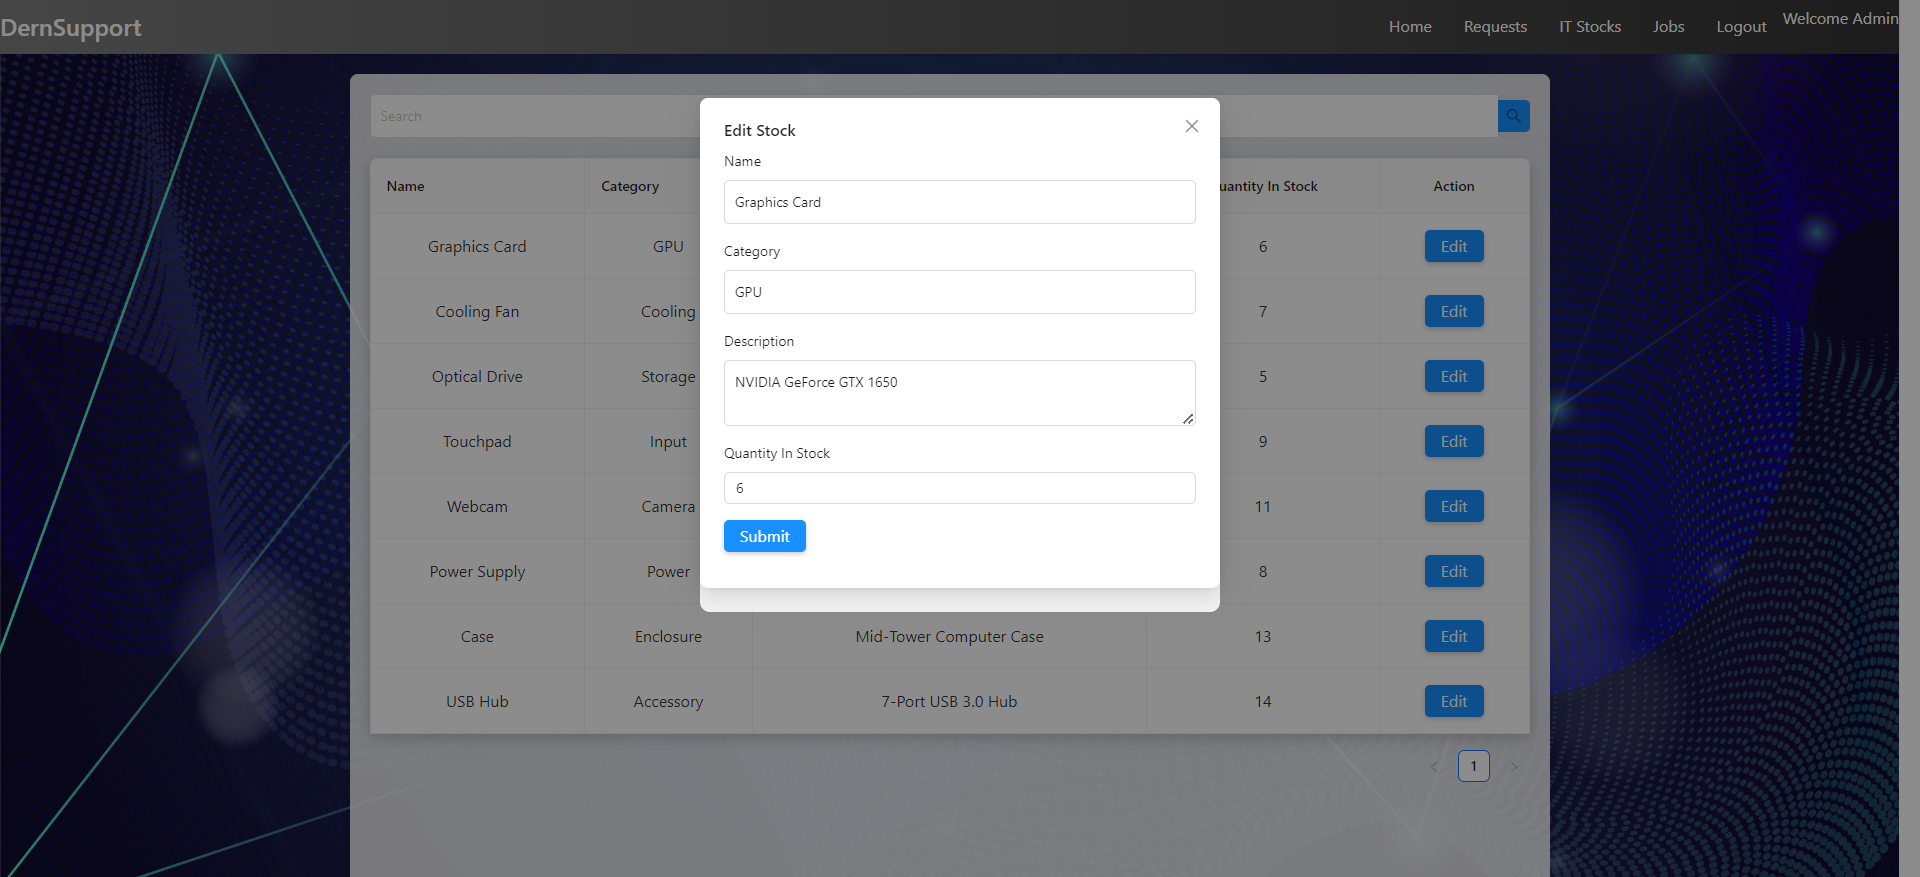 DernSupport
Home Requests IT Stocks Jobs Logout Welcome Admin
Search
Edit Stock
Name
Graphics Card
Category
GPU
Description
NVIDIA GeForce GTX 1650
Quantity In Stock
6
Submit
Name Category uantity In Stock Action
Graphics Card GPU 6 Edit
Cooling Fan Cooling 7 Edit
Optical Drive Storage 5 Edit
Touchpad Input 9 Edit
Webcam Camera 11 Edit
Power Supply Power 8 Edit
Case Enclosure Mid-Tower Computer Case 13 Edit
USB Hub Accessory 7-Port USB 3.0 Hub 14 Edit
< 1 >